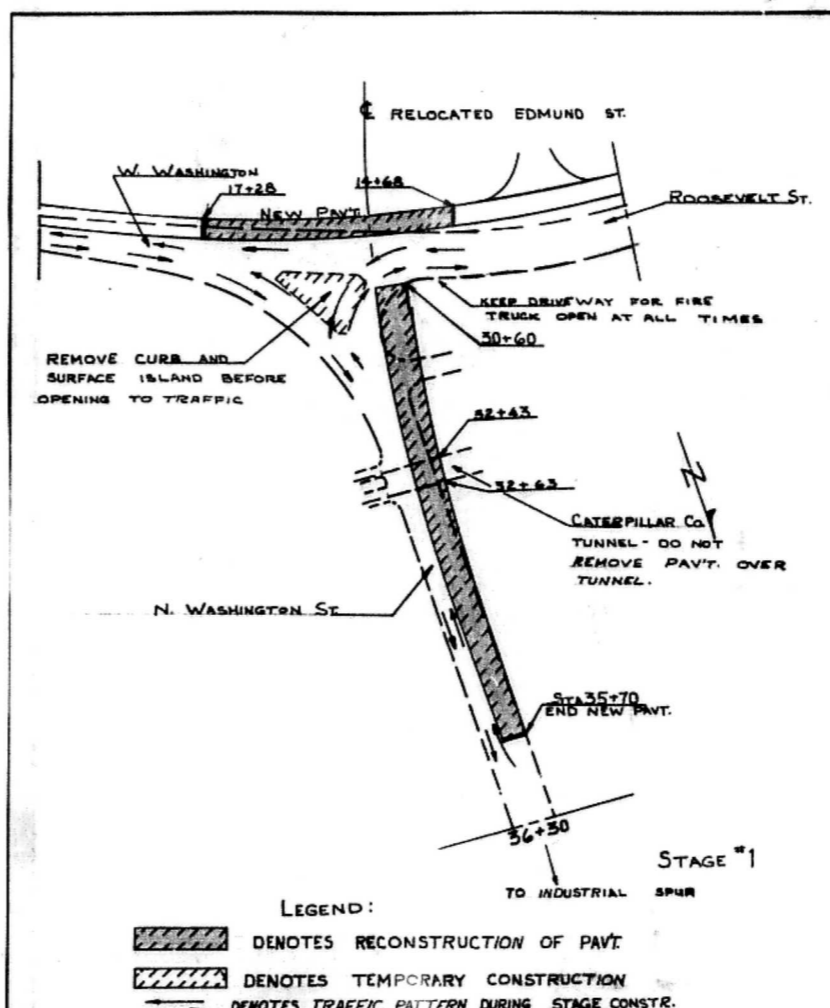 ℄ RELOCATED EDMUND ST.
W. WASHINGTON
17+28
14+68
NEW PAV'T.
ROOSEVELT ST.
KEEP DRIVEWAY FOR FIRE
TRUCK OPEN AT ALL TIMES
30+60
REMOVE CURB AND
SURFACE ISLAND BEFORE
OPENING TO TRAFFIC
32+43
32+63
N
CATERPILLAR Co.
TUNNEL - DO NOT
REMOVE PAV'T. OVER
TUNNEL.
N. WASHINGTON ST.
STA 35+70
END NEW PAVT.
36+30
STAGE #1
TO INDUSTRIAL SPUR
LEGEND:
DENOTES RECONSTRUCTION OF PAVT.
DENOTES TEMPORARY CONSTRUCTION
DENOTES TRAFFIC PATTERN DURING STAGE CONSTR.